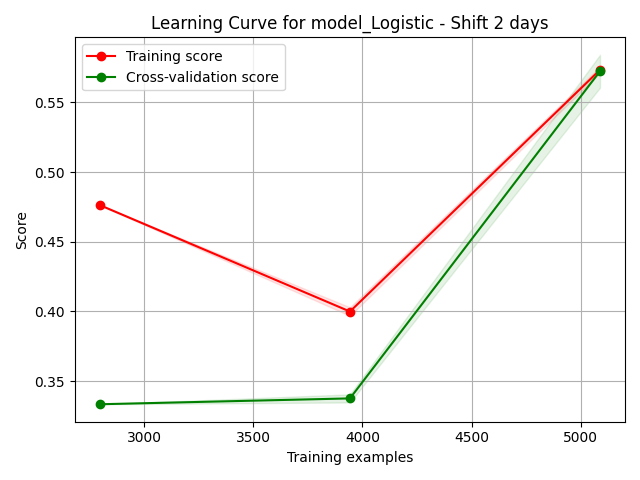 Learning Curve for model_Logistic - Shift 2 days
Training score
Cross-validation score
0.55
0.50
0.45
0.40
0.35
Score
3000
3500
4000
4500
5000
Training examples